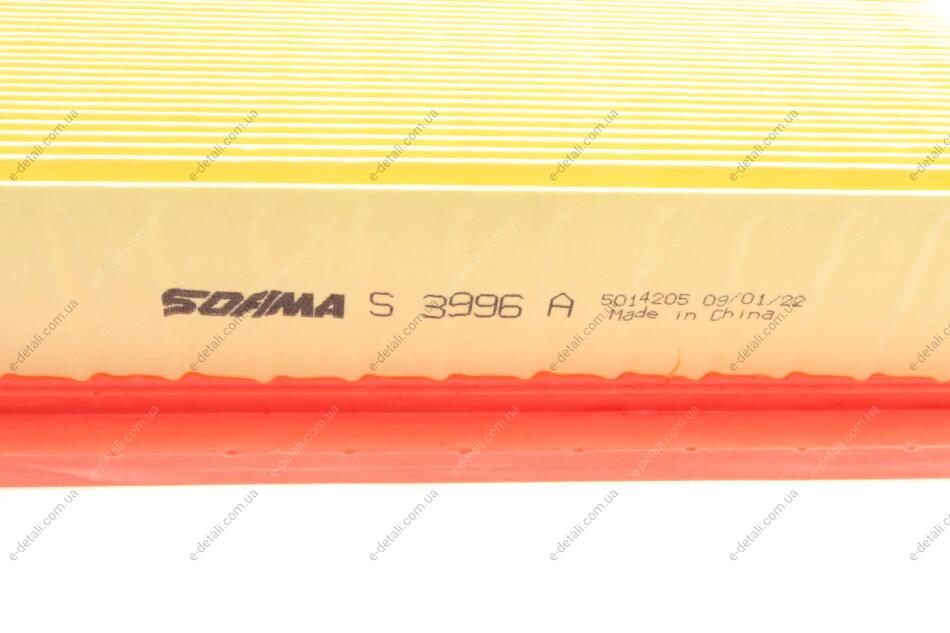 SOFIMA S 3996 A 5014205 09/01/22
Made in China
e-detali.com.ua